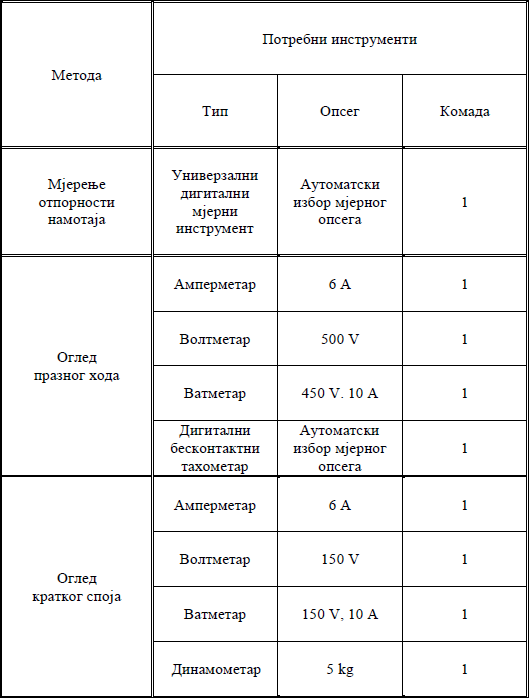 Метода
Потребни инструменти
Тип
Опсег
Комада
Мјерење
отпорности
намотаја
Универзални
дигитални
мјерни
инструмент
Аутоматски
избор мјерног
опсега
1
Оглед
празног хода
Амперметар
6 А
1
Волтметар
500 V
1
Ватметар
450 V. 10 А
1
Дигитални
бесконтактни
тахометар
Аутоматски
избор мјерног
опсега
1
Оглед
кратког споја
Амперметар
6 А
1
Волтметар
150 V
1
Ватметар
150 V, 10 А
1
Динамометар
5 kg
1